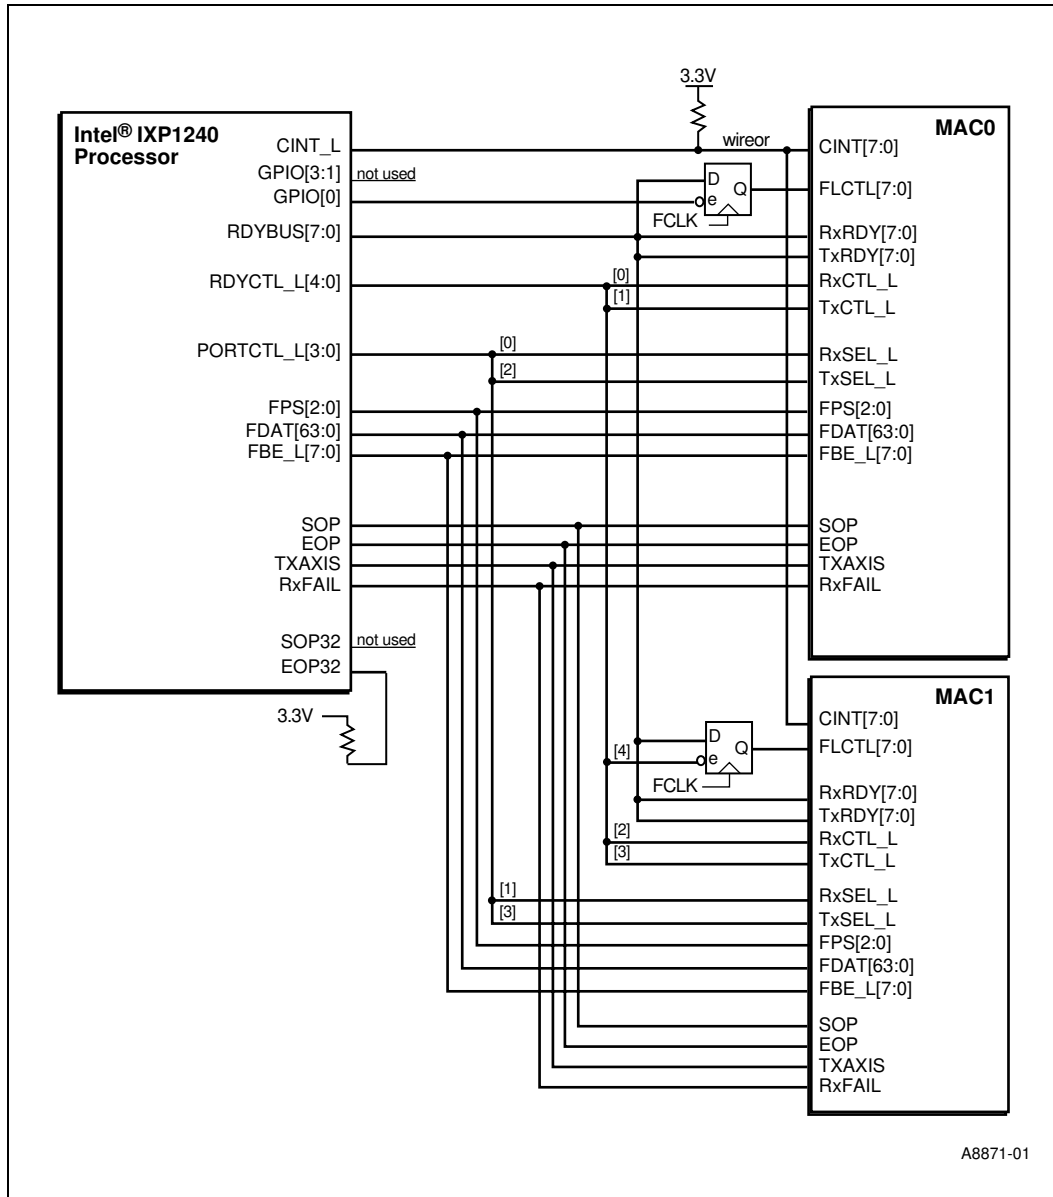 3.3V
Intel® IXP1240
Processor
MAC0
CINT_L
wireor
CINT[7:0]
GPIO[3:1]
not used
D
Q
FLCTL[7:0]
GPIO[0]
e
FCLK
RDYBUS[7:0]
RxRDY[7:0]
TxRDY[7:0]
RDYCTL_L[4:0]
[0]
RxCTL_L
[1]
TxCTL_L
PORTCTL_L[3:0]
[0]
RxSEL_L
[2]
TxSEL_L
FPS[2:0]
FPS[2:0]
FDAT[63:0]
FDAT[63:0]
FBE_L[7:0]
FBE_L[7:0]
SOP
SOP
EOP
EOP
TXAXIS
TXAXIS
RxFAIL
RxFAIL
SOP32
not used
EOP32
3.3V
MAC1
CINT[7:0]
D
Q
FLCTL[7:0]
[4]
e
FCLK
RxRDY[7:0]
TxRDY[7:0]
[2]
RxCTL_L
[3]
TxCTL_L
[1]
RxSEL_L
[3]
TxSEL_L
FPS[2:0]
FDAT[63:0]
FBE_L[7:0]
SOP
EOP
TXAXIS
RxFAIL
A8871-01